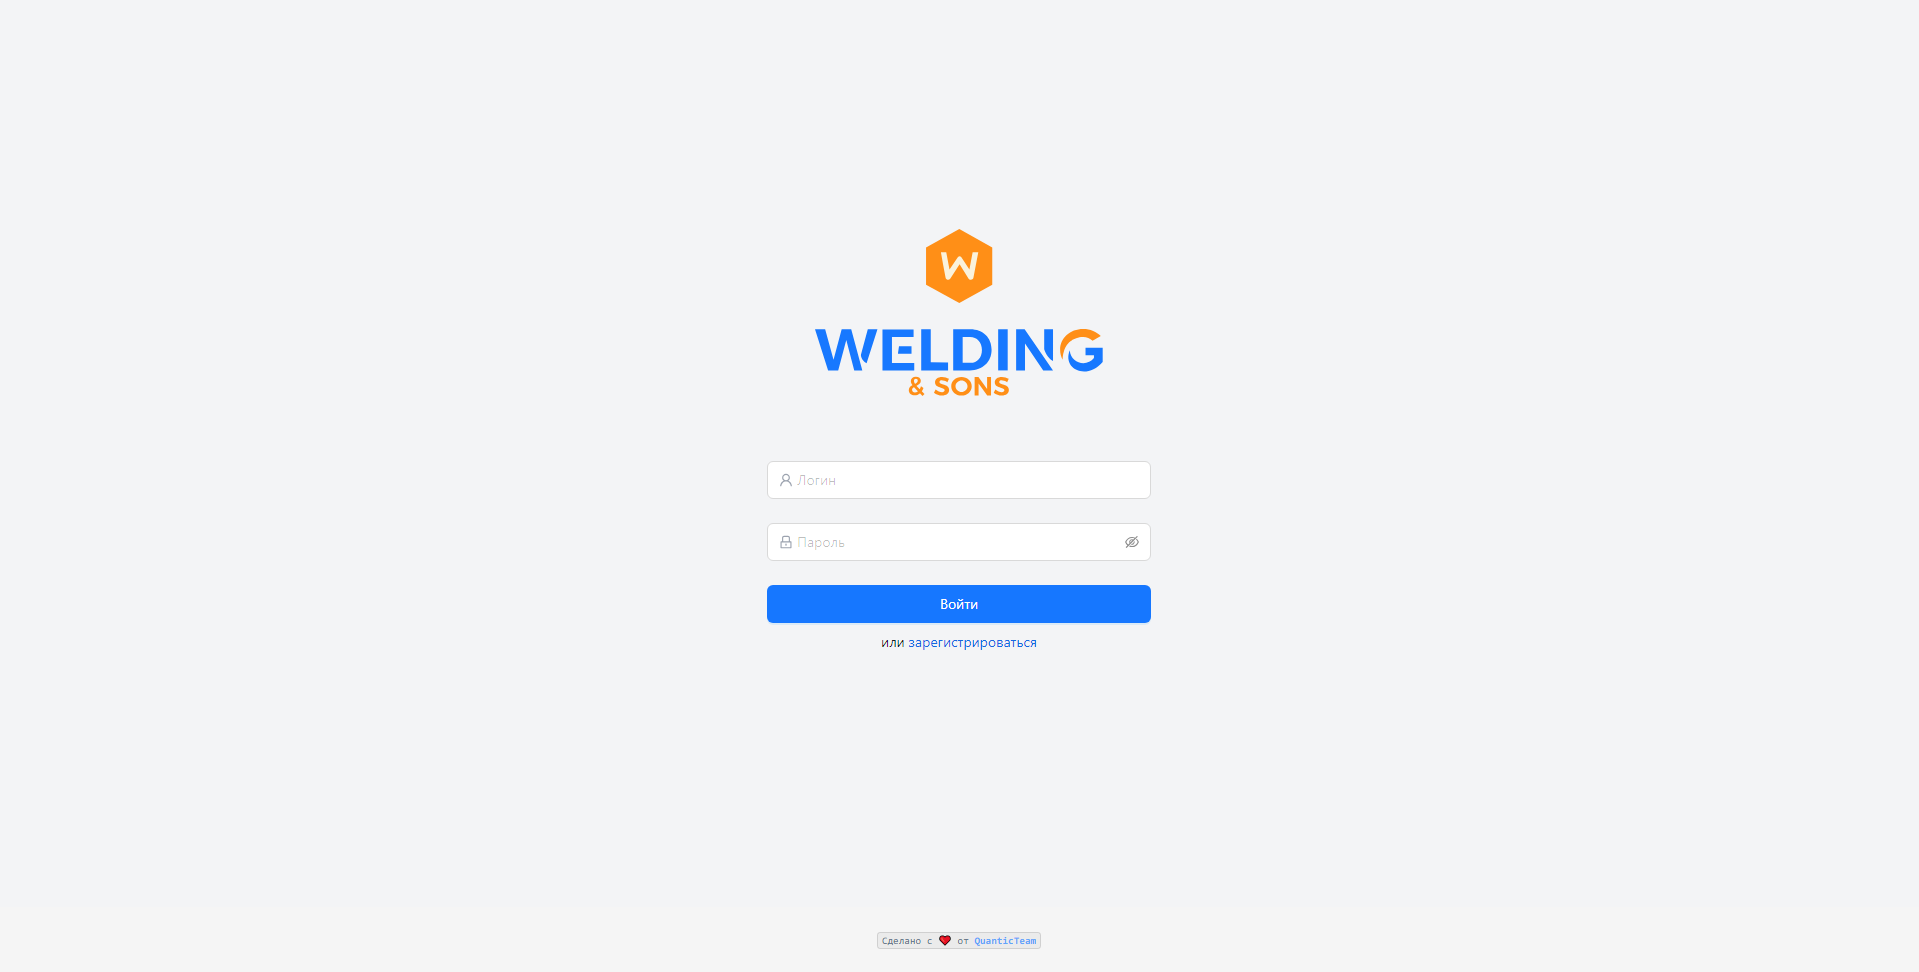 W
WELDING
& SONS
Логин
Пароль
Войти
или зарегистрироваться
Сделано с ❤ от QuanticTeam